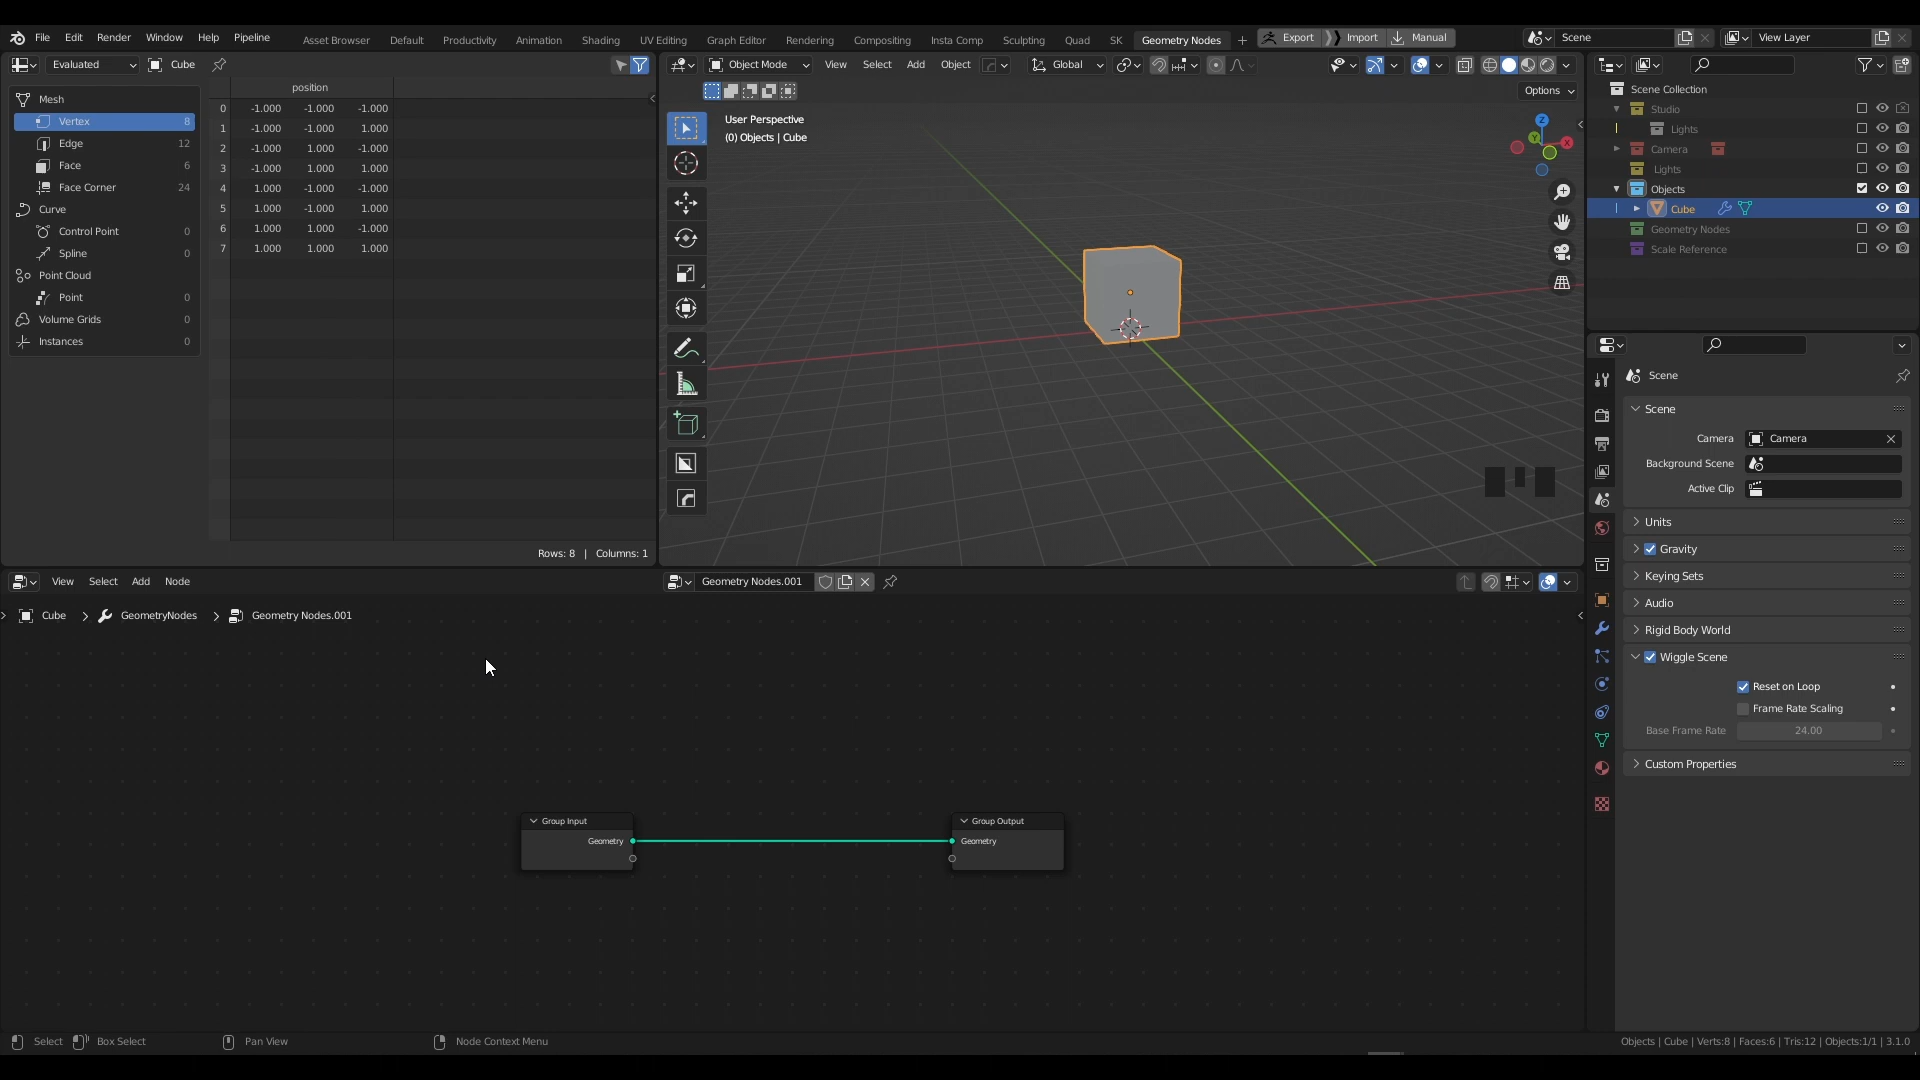 File Edit Render Window Help Pipeline Asset Browser Default Productivity Animation Shading UV Editing Graph Editor Rendering Compositing Insta Comp Sculpting Quad SK Geometry Nodes Export Import Manual Scene View Layer
Evaluated Cube
position
Mesh
Vertex 8
Edge 12
Face 6
Face Corner 24
Curve
Control Point 0
Spline 0
Point Cloud
Point 0
Volume Grids 0
Instances 0
0 -1.000 -1.000 -1.000
1 -1.000 -1.000 1.000
2 -1.000 1.000 -1.000
3 -1.000 1.000 1.000
4 1.000 -1.000 -1.000
5 1.000 -1.000 1.000
6 1.000 1.000 -1.000
7 1.000 1.000 1.000
Rows: 8 | Columns: 1
Object Mode View Select Add Object Global
Options
User Perspective
(0) Objects | Cube
Z
Y
X
Scene Collection
Studio
Lights
Camera
Lights
Objects
Cube
Geometry Nodes
Scale Reference
Scene
Scene
Camera Camera
Background Scene
Active Clip
Units
Gravity
Keying Sets
Audio
Rigid Body World
Wiggle Scene
Reset on Loop
Frame Rate Scaling
Base Frame Rate 24.00
Custom Properties
View Select Add Node Geometry Nodes.001
Cube GeometryNodes Geometry Nodes.001
Group Input
Geometry
Group Output
Geometry
Select Box Select Pan View Node Context Menu Objects | Cube | Verts:8 | Faces:6 | Tris:12 | Objects:1/1 | 3.1.0